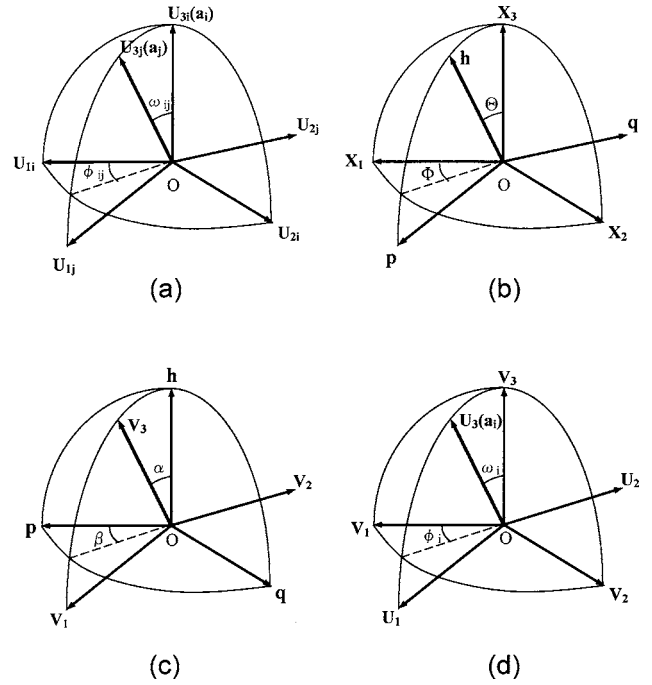 U3i(ai)
U3j(aj)
ωij
U2j
U1i
ϕij
O
U2i
U1j
(a)
X3
h
Θ
q
X1
Φ
O
X2
p
(b)
h
V3
α
V2
p
β
O
q
V1
(c)
V3
U3(ai)
ωi
U2
V1
ϕi
O
V2
U1
(d)